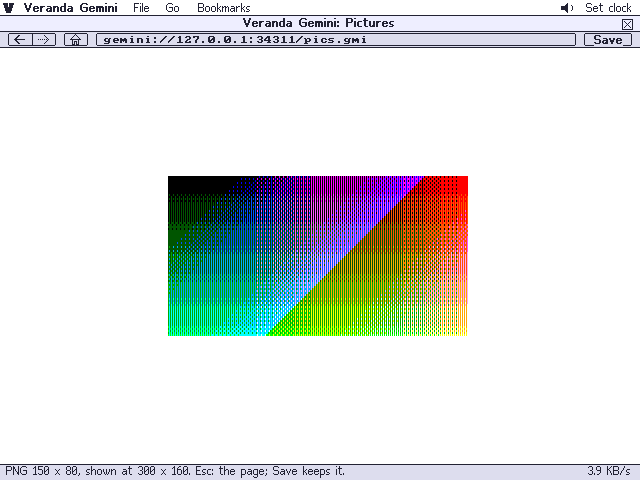 Veranda Gemini File Go Bookmarks Set clock
Veranda Gemini: Pictures
gemini://127.0.0.1:34311/pics.gmi Save
PNG 150 x 80, shown at 300 x 160. Esc: the page; Save keeps it. 3.9 KB/s